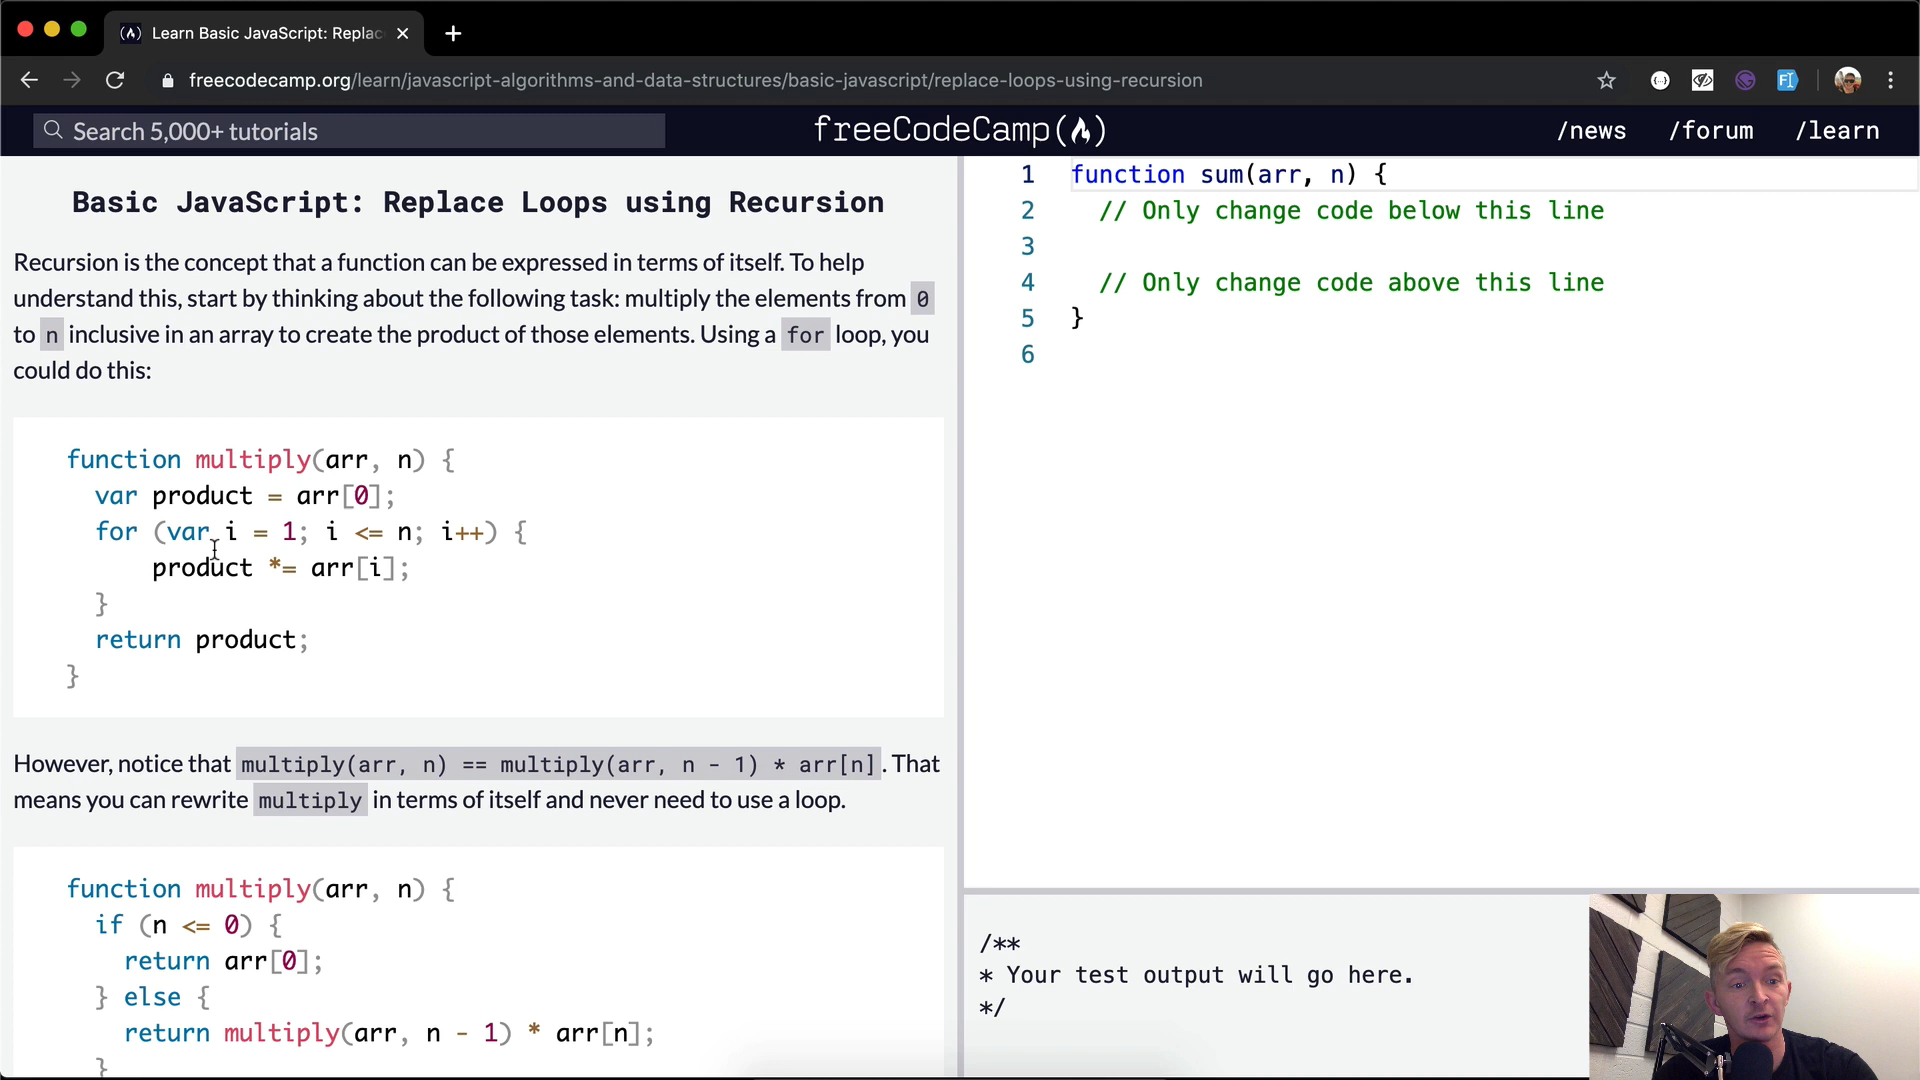 Learn Basic JavaScript: Replac
freecodecamp.org/learn/javascript-algorithms-and-data-structures/basic-javascript/replace-loops-using-recursion
Search 5,000+ tutorials
freeCodeCamp
/news
/forum
/learn
Basic JavaScript: Replace Loops using Recursion
Recursion is the concept that a function can be expressed in terms of itself. To help
understand this, start by thinking about the following task: multiply the elements from 0
to n inclusive in an array to create the product of those elements. Using a for loop, you
could do this:
function multiply(arr, n) {
var product = arr[0];
for (var i = 1; i <= n; i++) {
product *= arr[i];
}
return product;
}
However, notice that multiply(arr, n) == multiply(arr, n - 1) * arr[n]. That
means you can rewrite multiply in terms of itself and never need to use a loop.
function multiply(arr, n) {
if (n <= 0) {
return arr[0];
} else {
return multiply(arr, n - 1) * arr[n];
}
1 function sum(arr, n) {
2 // Only change code below this line
3
4 // Only change code above this line
5 }
6
/**
* Your test output will go here.
*/